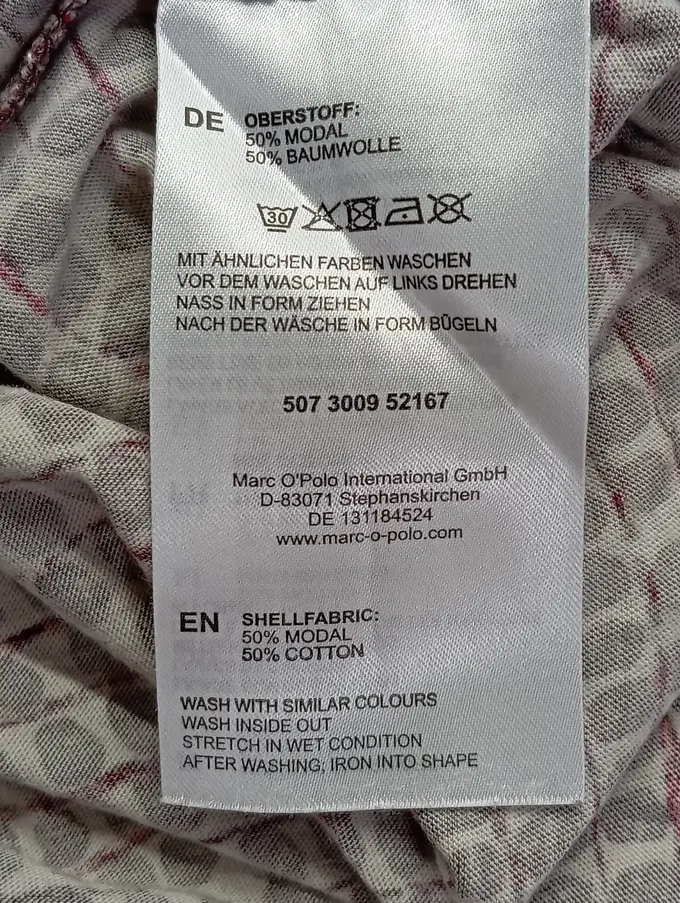 DE OBERSTOFF:
50% MODAL
50% BAUMWOLLE
30
MIT ÄHNLICHEN FARBEN WASCHEN
VOR DEM WASCHEN AUF LINKS DREHEN
NASS IN FORM ZIEHEN
NACH DER WÄSCHE IN FORM BÜGELN
507 3009 52167
Marc O'Polo International GmbH
D-83071 Stephanskirchen
DE 131184524
www.marc-o-polo.com
EN SHELLFABRIC:
50% MODAL
50% COTTON
WASH WITH SIMILAR COLOURS
WASH INSIDE OUT
STRETCH IN WET CONDITION
AFTER WASHING; IRON INTO SHAPE